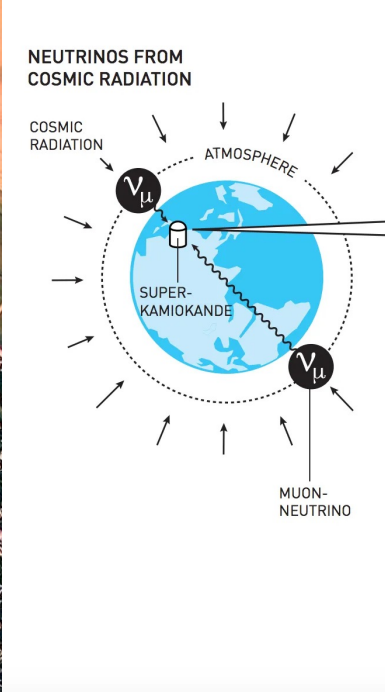 NEUTRINOS FROM
COSMIC RADIATION
COSMIC
RADIATION
ATMOSPHERE
νμ
SUPER-
KAMIOKANDE
νμ
MUON-
NEUTRINO